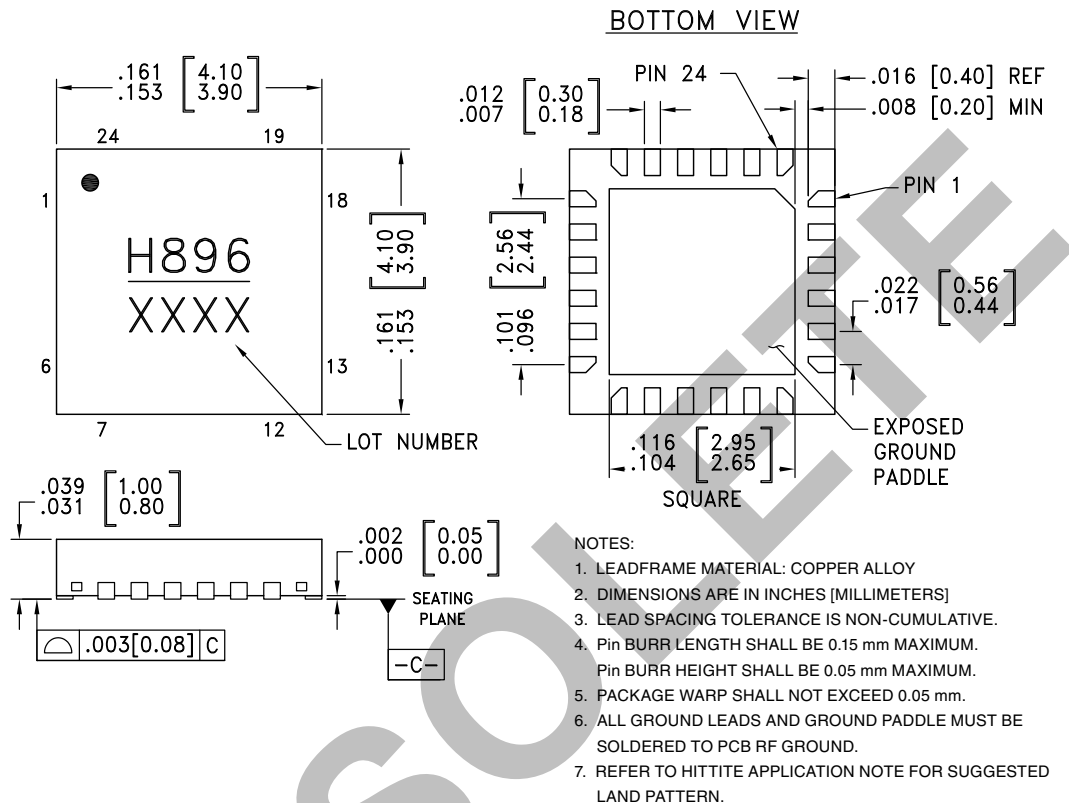 BOTTOM VIEW
.161 [4.10]
.153 [3.90]
24
19
1
18
H896
XXXX
6
13
7
12
LOT NUMBER
.161 [4.10]
.153 [3.90]
PIN 24
.012 [0.30]
.007 [0.18]
.016 [0.40] REF
.008 [0.20] MIN
PIN 1
.101 [2.56]
.096 [2.44]
.022 [0.56]
.017 [0.44]
EXPOSED
GROUND
PADDLE
.116 [2.95]
.104 [2.65]
SQUARE
.039 [1.00]
.031 [0.80]
.002 [0.05]
.000 [0.00]
SEATING
PLANE
.003[0.08] C
-C-
NOTES:
1. LEADFRAME MATERIAL: COPPER ALLOY
2. DIMENSIONS ARE IN INCHES [MILLIMETERS]
3. LEAD SPACING TOLERANCE IS NON-CUMULATIVE.
4. Pin BURR LENGTH SHALL BE 0.15 mm MAXIMUM.
Pin BURR HEIGHT SHALL BE 0.05 mm MAXIMUM.
5. PACKAGE WARP SHALL NOT EXCEED 0.05 mm.
6. ALL GROUND LEADS AND GROUND PADDLE MUST BE
SOLDERED TO PCB RF GROUND.
7. REFER TO HITTITE APPLICATION NOTE FOR SUGGESTED
LAND PATTERN.
SOLETE